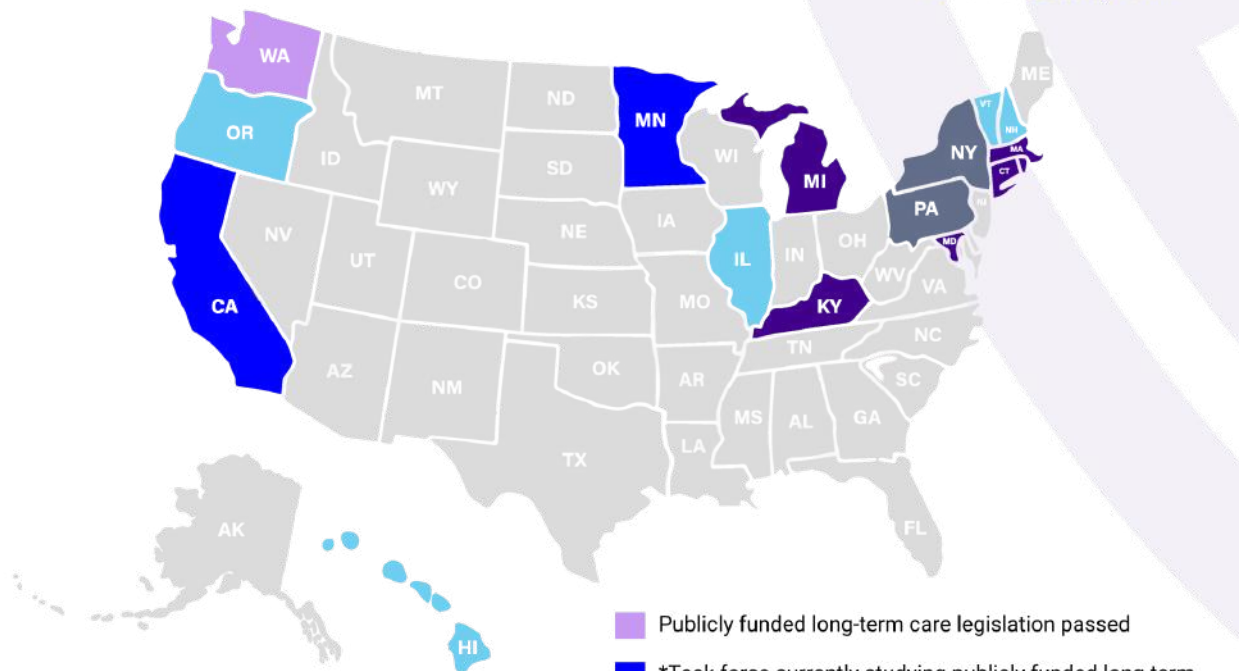 WA
MT
ND
ME
OR
MN
VT
NH
ID
SD
WI
NY
MA
WY
MI
CT
IA
PA
NJ
NV
NE
OH
MD
UT
IL
IN
CO
WV
VA
CA
KS
MO
KY
TN
NC
AZ
OK
NM
AR
SC
MS
AL
GA
LA
TX
AK
FL
HI
Publicly funded long-term care legislation passed